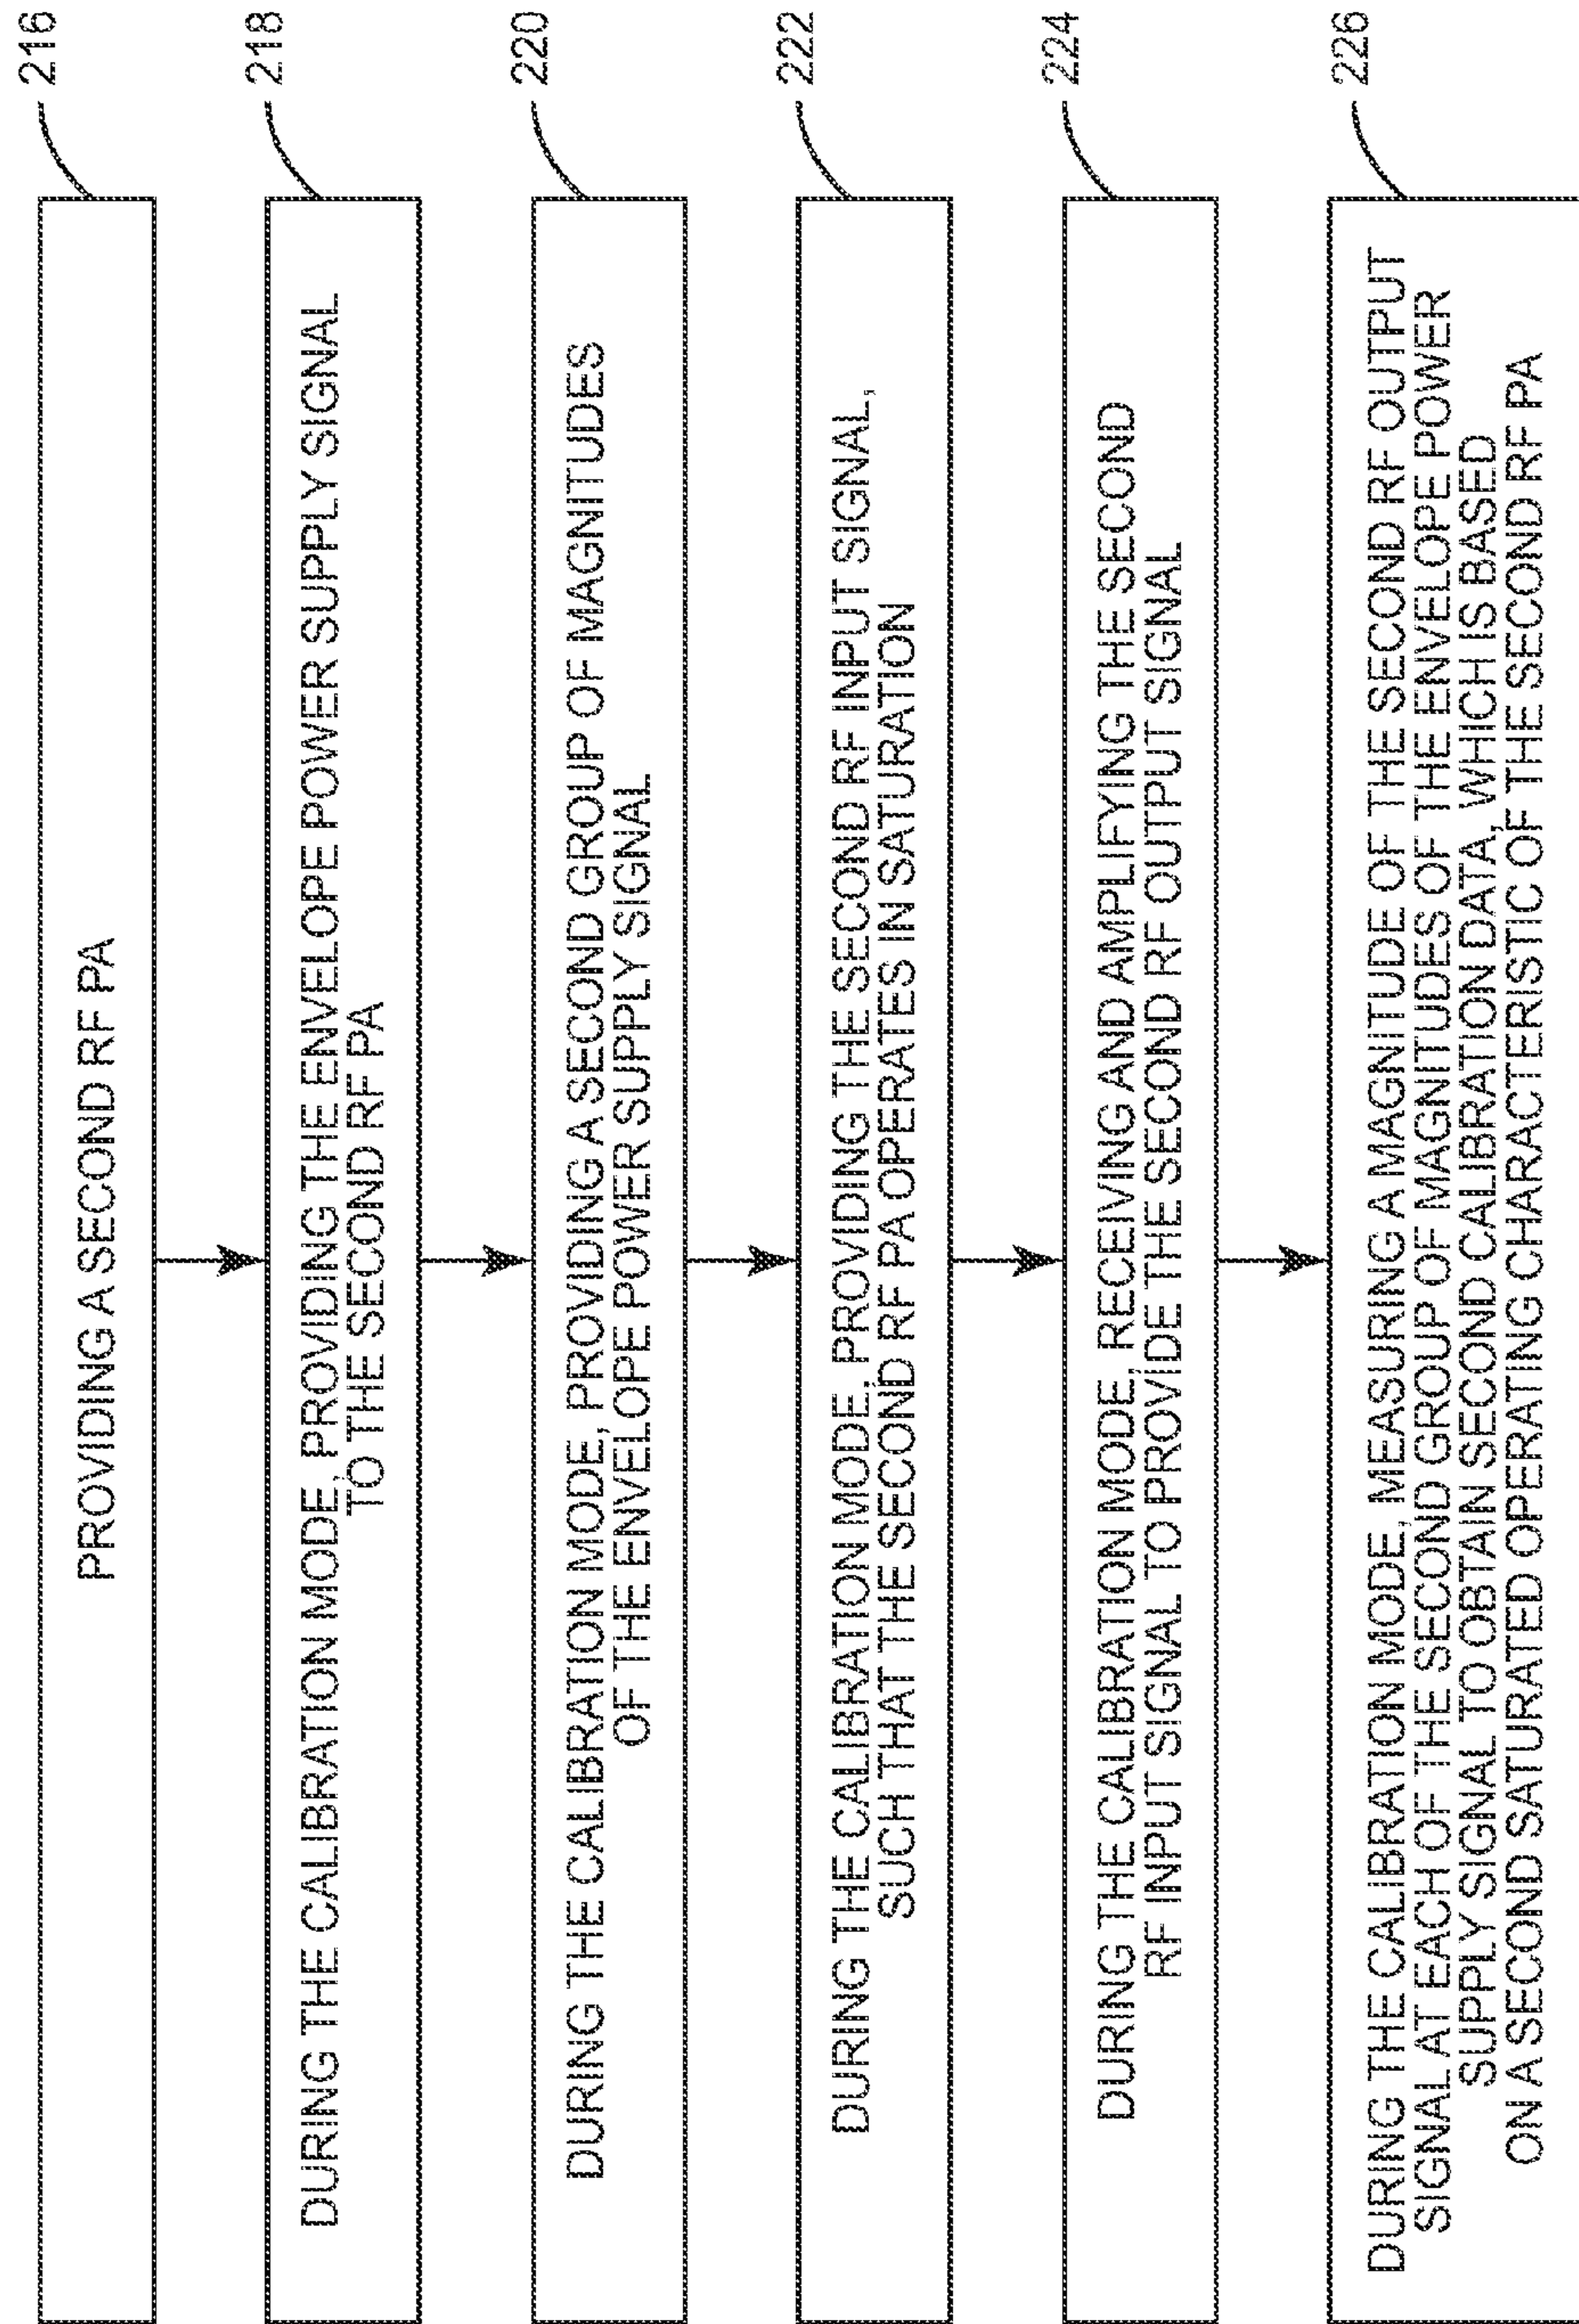 216
PROVIDING A SECOND RF PA
218
DURING THE CALIBRATION MODE, PROVIDING THE ENVELOPE POWER SUPPLY SIGNAL
TO THE SECOND RF PA
220
DURING THE CALIBRATION MODE, PROVIDING A SECOND GROUP OF MAGNITUDES
OF THE ENVELOPE POWER SUPPLY SIGNAL
222
DURING THE CALIBRATION MODE, PROVIDING THE SECOND RF INPUT SIGNAL,
SUCH THAT THE SECOND RF PA OPERATES IN SATURATION
224
DURING THE CALIBRATION MODE, RECEIVING AND AMPLIFYING THE SECOND
RF INPUT SIGNAL TO PROVIDE THE SECOND RF OUTPUT SIGNAL
226
DURING THE CALIBRATION MODE, MEASURING A MAGNITUDE OF THE SECOND RF OUTPUT
SIGNAL AT EACH OF THE SECOND GROUP OF MAGNITUDES OF THE ENVELOPE POWER
SUPPLY SIGNAL TO OBTAIN SECOND CALIBRATION DATA, WHICH IS BASED
ON A SECOND SATURATED OPERATING CHARACTERISTIC OF THE SECOND RF PA